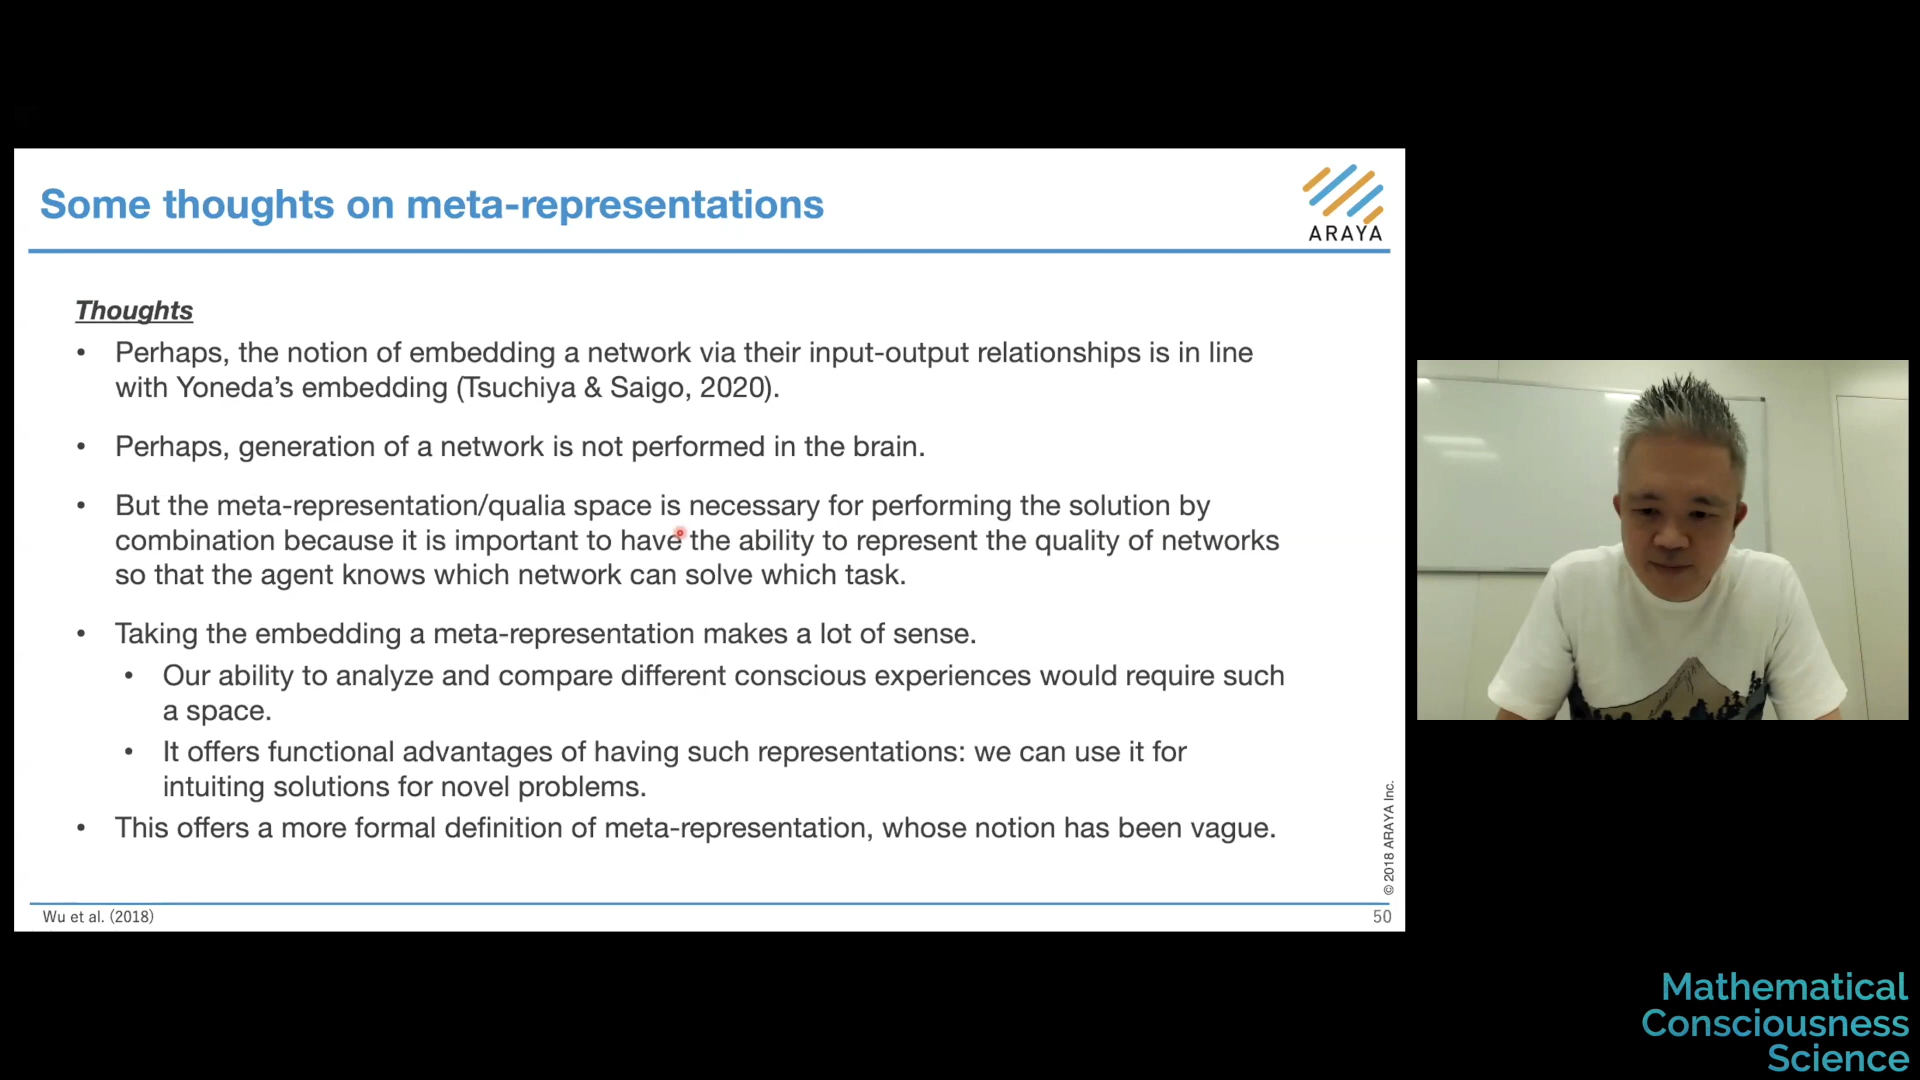 Some thoughts on meta-representations
ARAYA
Thoughts
• Perhaps, the notion of embedding a network via their input-output relationships is in line
with Yoneda's embedding (Tsuchiya & Saigo, 2020).
• Perhaps, generation of a network is not performed in the brain.
• But the meta-representation/qualia space is necessary for performing the solution by
combination because it is important to have the ability to represent the quality of networks
so that the agent knows which network can solve which task.
• Taking the embedding a meta-representation makes a lot of sense.
• Our ability to analyze and compare different conscious experiences would require such
a space.
• It offers functional advantages of having such representations: we can use it for
intuiting solutions for novel problems.
• This offers a more formal definition of meta-representation, whose notion has been vague.
© 2018 ARAYA Inc.
Wu et al. (2018)
50
Mathematical
Consciousness
Science